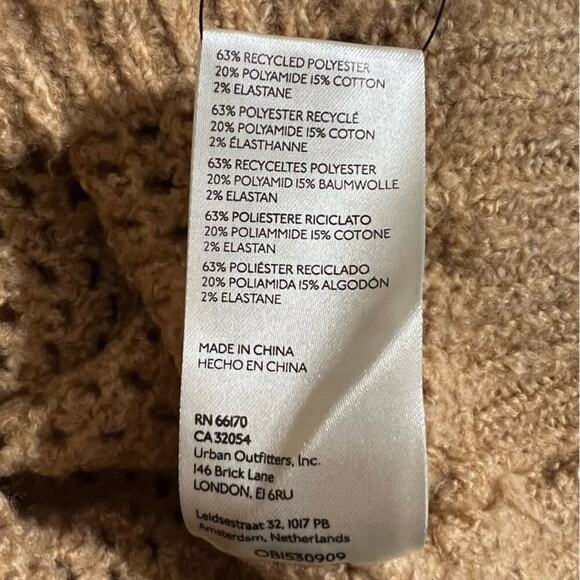 63% RECYCLED POLYESTER
20% POLYAMIDE 15% COTTON
2% ELASTANE
63% POLYESTER RECYCLÉ
20% POLYAMIDE 15% COTON
2% ÉLASTHANNE
63% RECYCELTES POLYESTER
20% POLYAMID 15% BAUMWOLLE
2% ELASTAN
63% POLIESTERE RICICLATO
20% POLIAMMIDE 15% COTONE
2% ELASTAN
63% POLIÉSTER RECICLADO
20% POLIAMIDA 15% ALGODÓN
2% ELASTANE
MADE IN CHINA
HECHO EN CHINA
RN 66170
CA 32054
Urban Outfitters, Inc.
146 Brick Lane
LONDON, E1 6RU
Leidsestraat 32, 1017 PB
Amsterdam, Netherlands
OB1530909